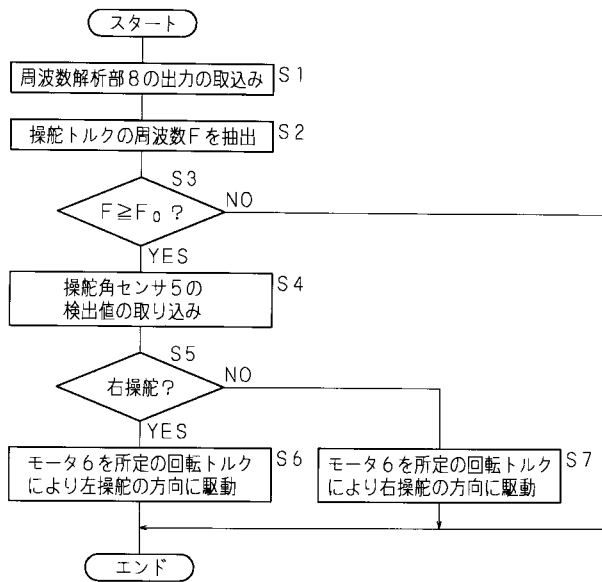 スタート
周波数解析部8の出力の取込み S1
操舵トルクの周波数Fを抽出 S2
S3
F≧F₀? NO
YES
操舵角センサ5の S4
検出値の取り込み
S5
右操舵? NO
YES
モータ6を所定の回転トルク S6
により左操舵の方向に駆動
モータ6を所定の回転トルク S7
により右操舵の方向に駆動
エンド